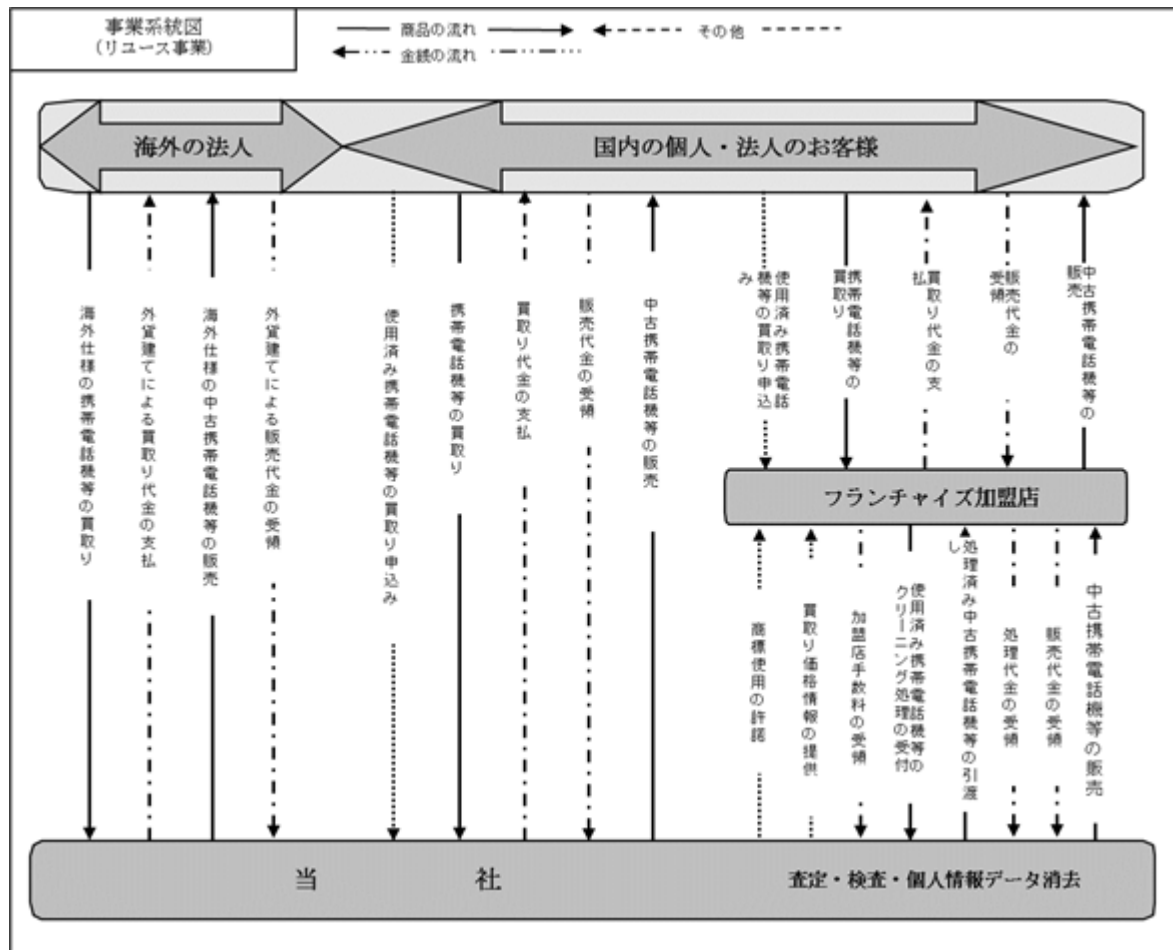 事業系統図
(リユース事業)
商品の流れ
その他
金銭の流れ
海外の法人
国内の個人・法人のお客様
海外仕様の携帯電話機等の買取り
外貨建てによる買取り代金の支払
海外仕様の中古携帯電話機等の販売
外貨建てによる販売代金の受領
使用済み携帯電話機等の買取り申込み
携帯電話機等の買取り
買取り代金の支払
販売代金の受領
中古携帯電話機等の販売
使用済み携帯電話
機等の買取り申込
み
携帯電話機等の
買取り
買取り代金の支
払
販売代金の
受領
中古携帯電話機等の
販売
フランチャイズ加盟店
商標使用の許諾
買取り価格情報の提供
加盟店手数料の受領
使用済み携帯電話機等の
クリーニング処理の受付
処理済み中古携帯電話機等の引渡
し
処理代金の受領
販売代金の受領
中古携帯電話機等の販売
当社
査定・検査・個人情報データ消去